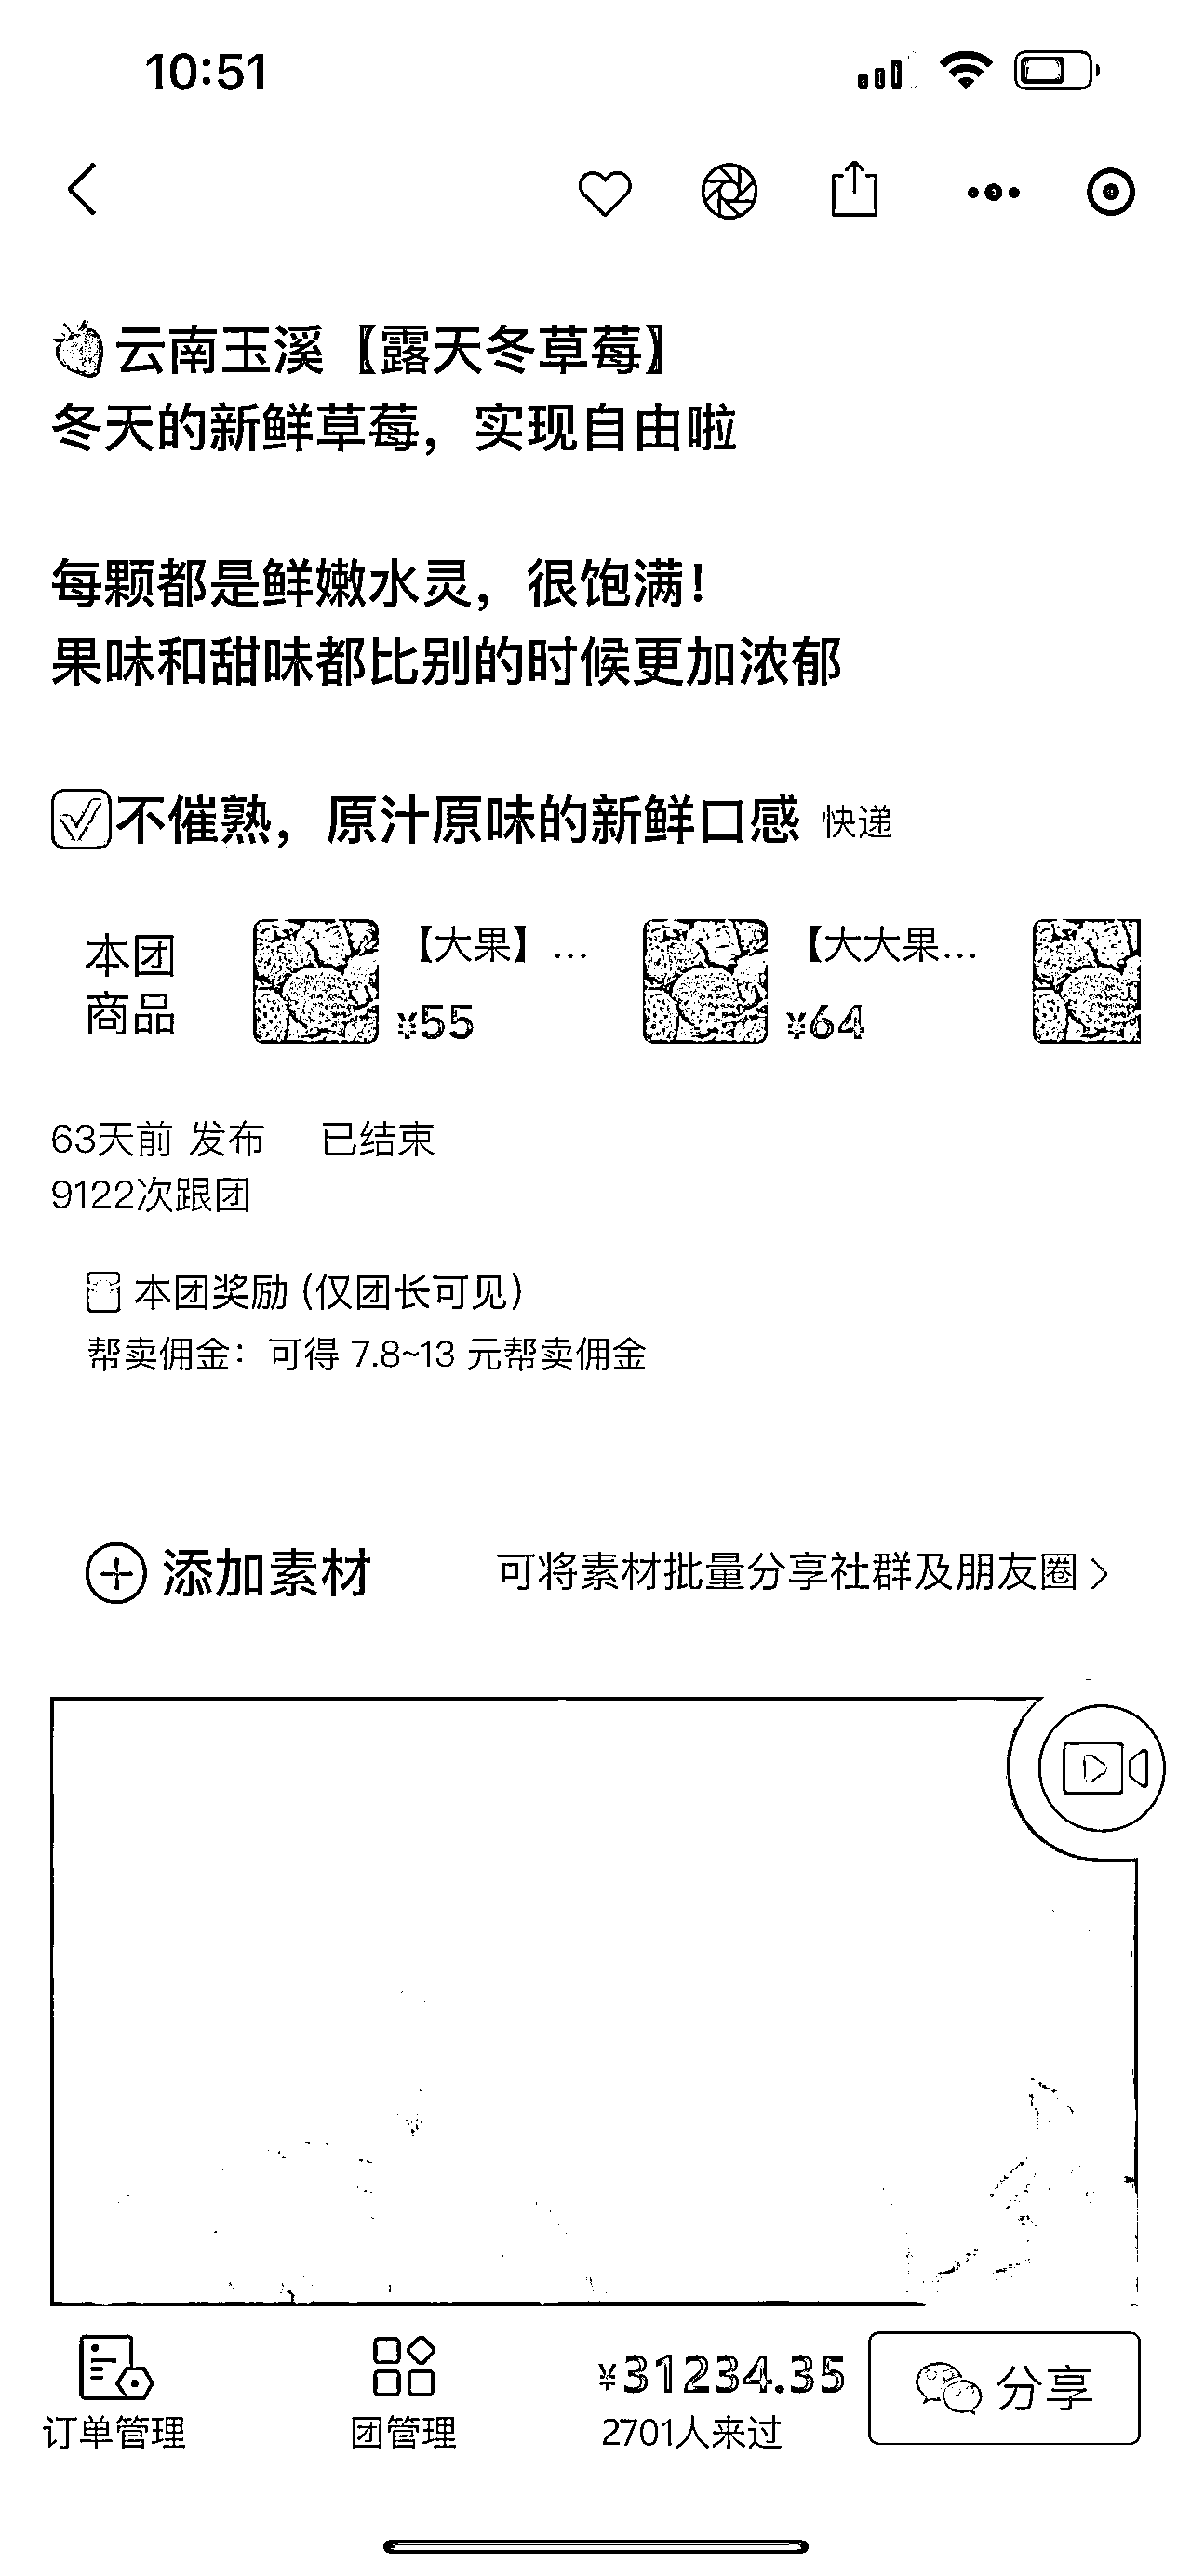 10:51
云南玉溪【露天冬草莓】
冬天的新鲜草莓，实现自由啦
每颗都是鲜嫩水灵，很饱满！
果味和甜味都比别的时候更加浓郁
不催熟，原汁原味的新鲜口感 快递
本团商品
【大果】...
¥55
【大大果...
¥64
63天前 发布 已结束
9122次跟团
本团奖励（仅团长可见）
帮卖佣金：可得 7.8~13 元帮卖佣金
添加素材 可将素材批量分享社群及朋友圈
订单管理
团管理
¥31234.35
2701人来过
分享